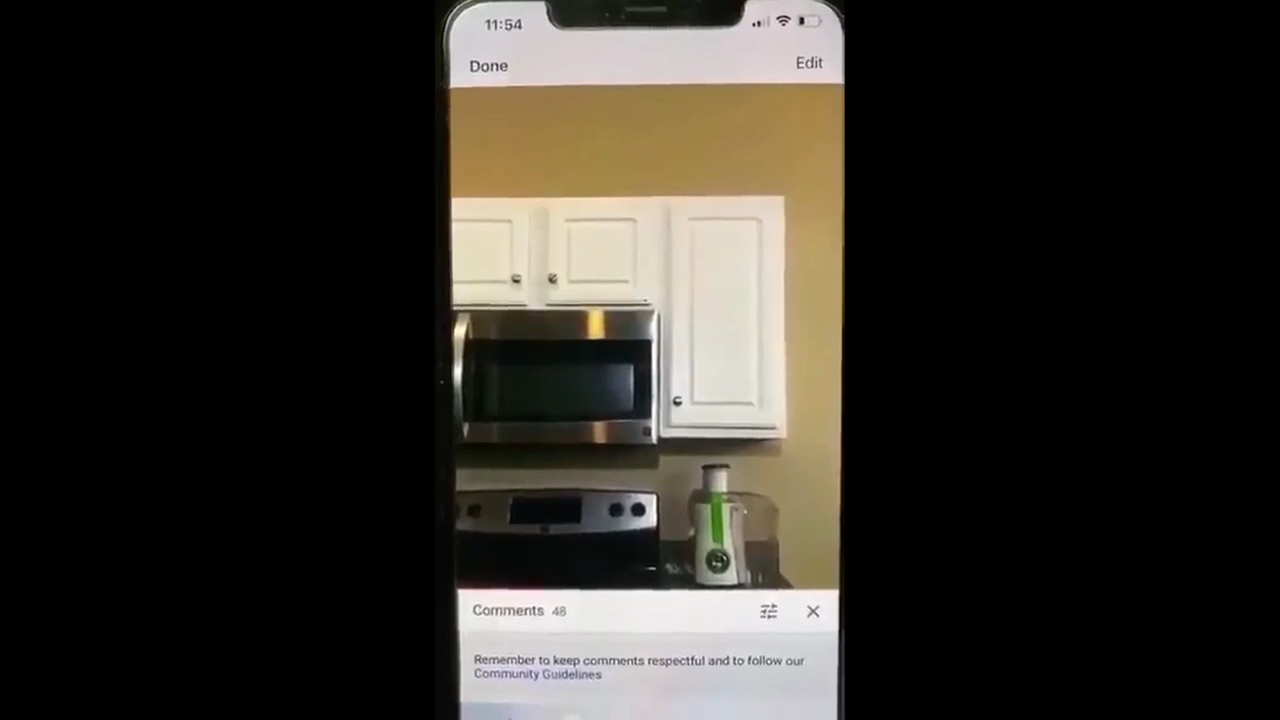 11:54
Done
Edit
Comments 48
Remember to keep comments respectful and to follow our
Community Guidelines